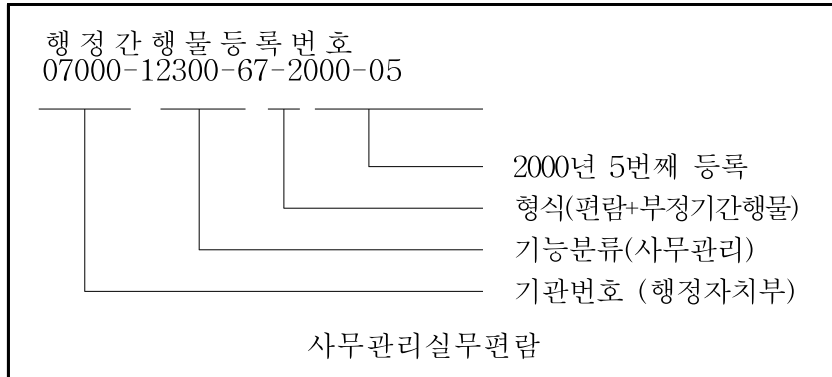 행정간행물등록번호
07000-12300-67-2000-05
2000년 5번째 등록
형식(편람+부정기간행물)
기능분류(사무관리)
기관번호 (행정자치부)
사무관리실무편람